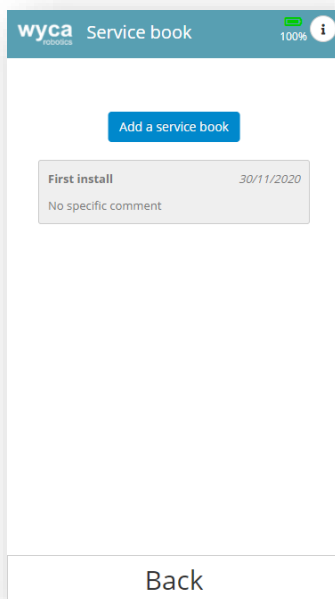 wyca Service book
robotics
100%
i
Add a service book
First install 30/11/2020
No specific comment
Back